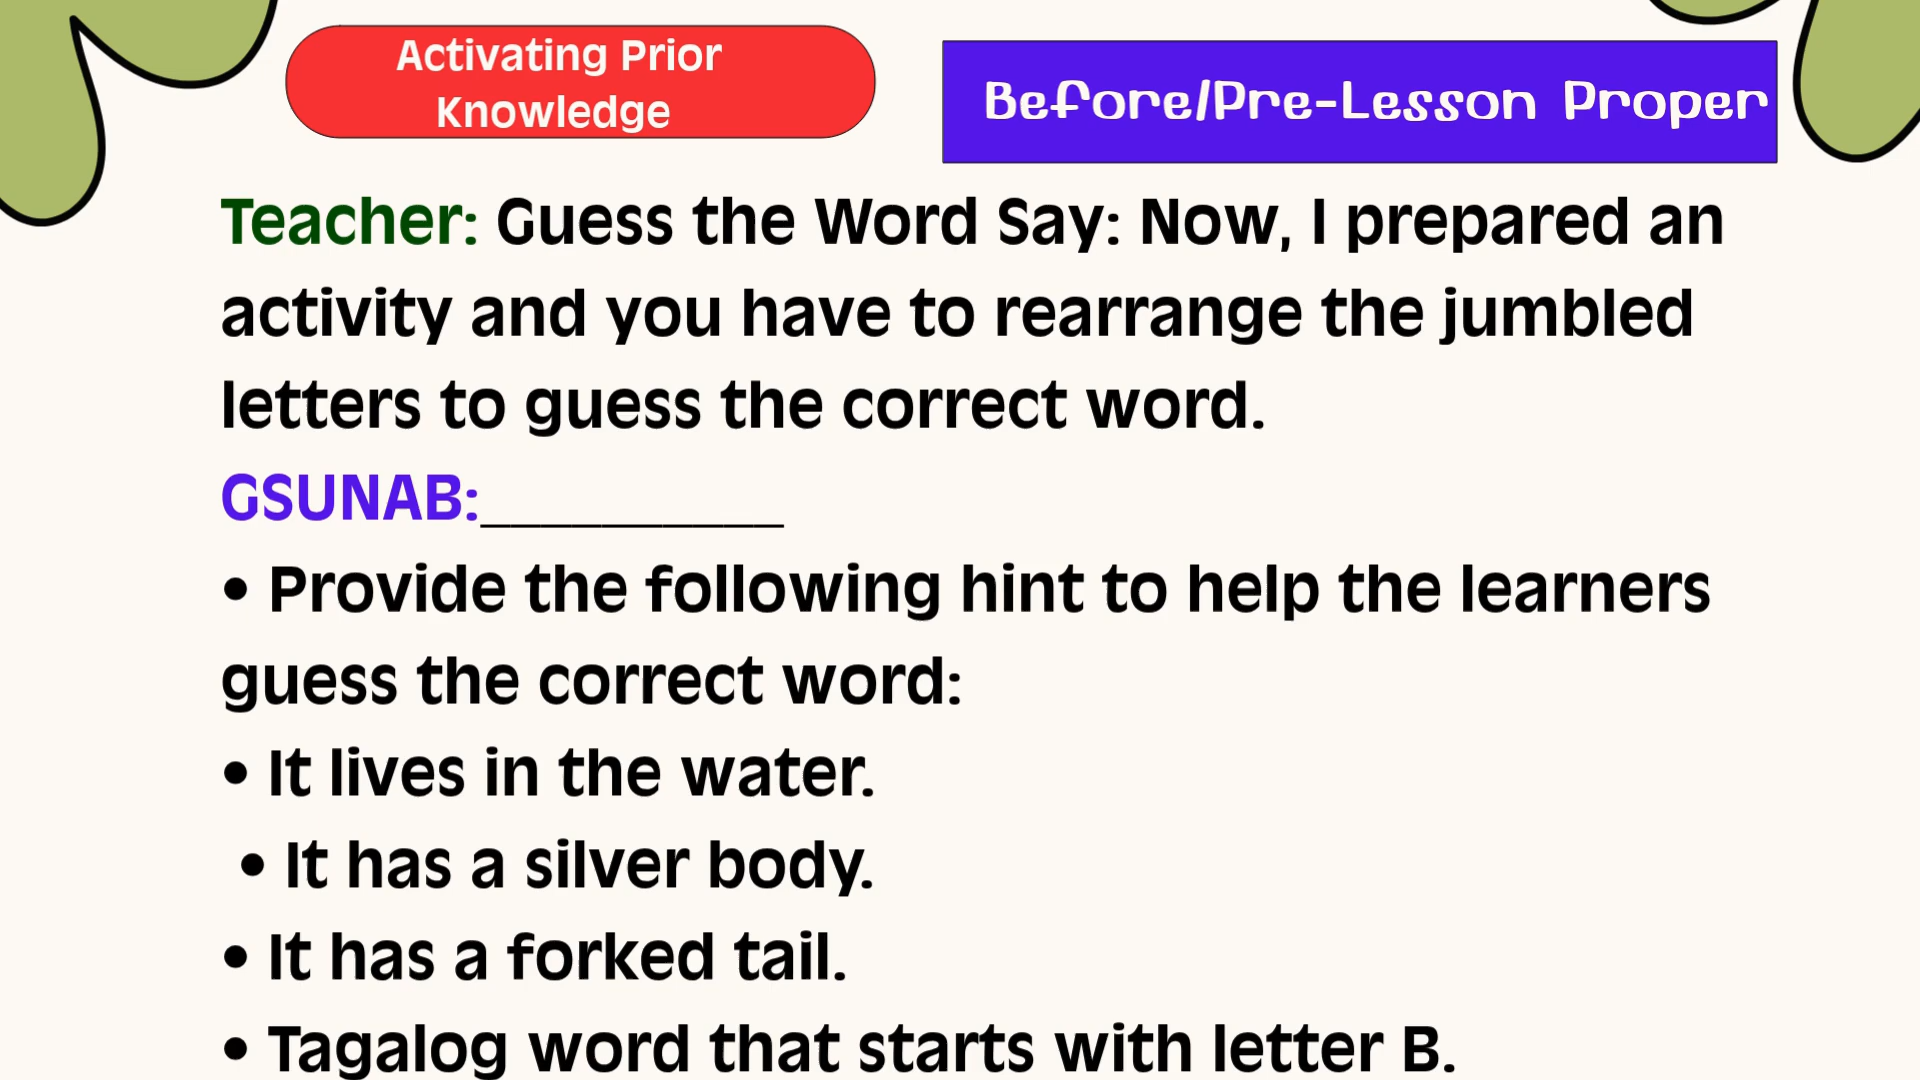 Activating Prior
Knowledge
Before/Pre-Lesson Proper
Teacher: Guess the Word Say: Now, I prepared an
activity and you have to rearrange the jumbled
letters to guess the correct word.
GSUNAB:__________
• Provide the following hint to help the learners
guess the correct word:
• It lives in the water.
• It has a silver body.
• It has a forked tail.
• Tagalog word that starts with letter B.